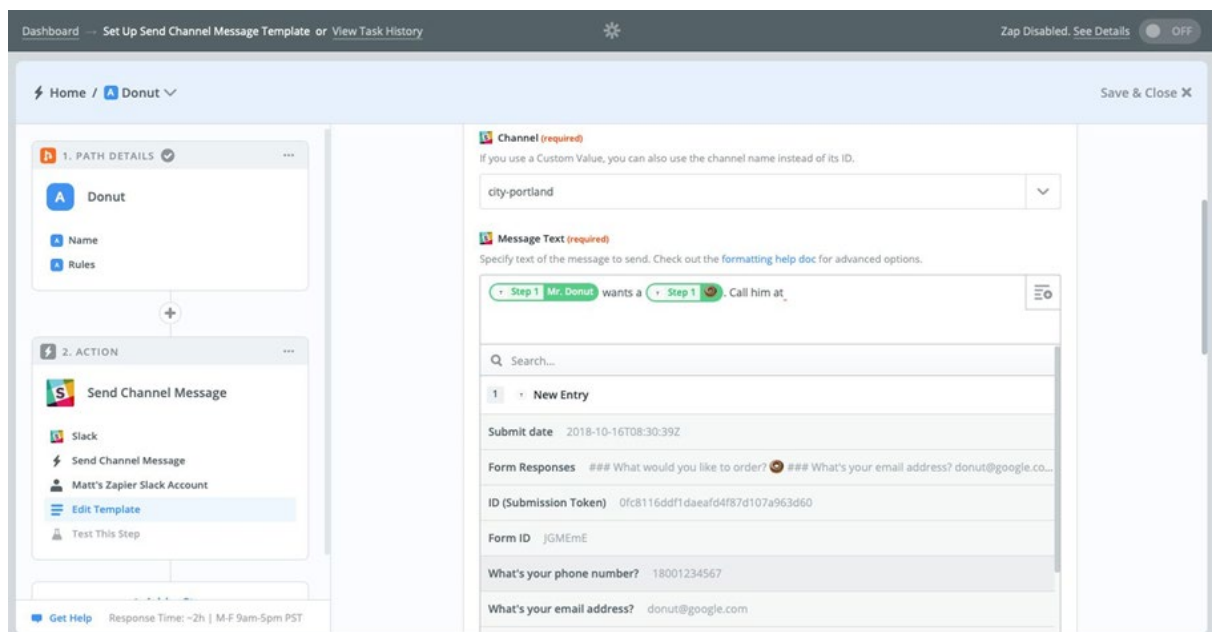 Dashboard → Set Up Send Channel Message Template or View Task History
Zap Disabled. See Details OFF
Home / A Donut
Save & Close X
1. PATH DETAILS
A Donut
A Name
A Rules
2. ACTION
S Send Channel Message
Slack
Send Channel Message
Matt's Zapier Slack Account
Edit Template
Test This Step
Get Help Response Time: ~2h | M-F 9am-5pm PST
Channel (required)
If you use a Custom Value, you can also use the channel name instead of its ID.
city-portland
Message Text (required)
Specify text of the message to send. Check out the formatting help doc for advanced options.
Step 1 Mr. Donut wants a Step 1 🍩. Call him at
Search...
1 New Entry
Submit date 2018-10-16T08:30:39Z
Form Responses ### What would you like to order? 🍩 ### What's your email address? donut@google.co...
ID (Submission Token) 0fc8116ddf1daeafd4f87d107a963d60
Form ID JGMEmE
What's your phone number? 18001234567
What's your email address? donut@google.com